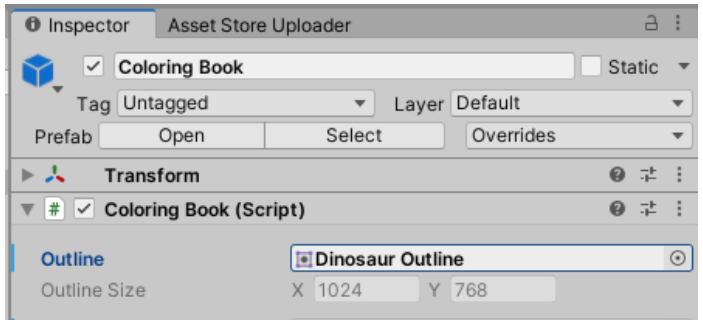 Inspector Asset Store Uploader
Coloring Book Static
Tag Untagged Layer Default
Prefab Open Select Overrides
Transform
# Coloring Book (Script)
Outline Dinosaur Outline
Outline Size X 1024 Y 768